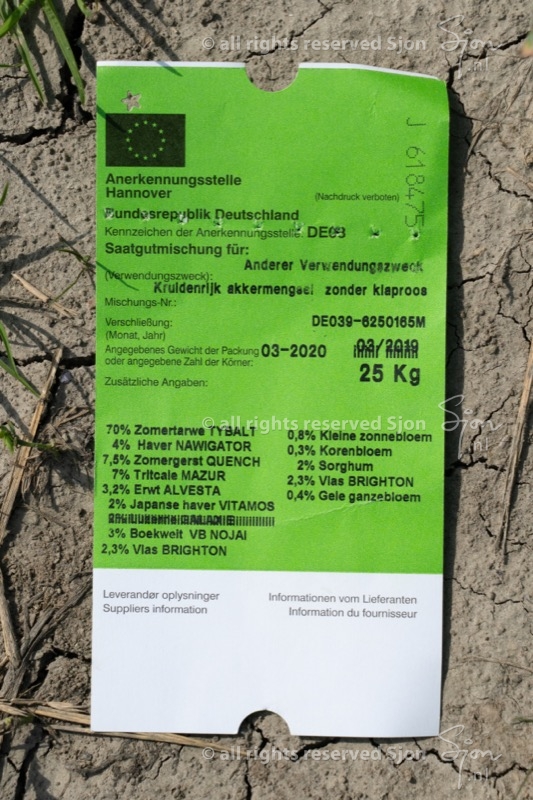 © all rights reserved Sjon
Sjon.nl
J 618475
Anerkennungsstelle
Hannover
(Nachdruck verboten)
Bundesrepublik Deutschland
Kennzeichen der Anerkennungsstelle: DE03
Saatgutmischung für:
Anderer Verwendungszweck
(Verwendungszweck):
Kruidenrijk akkermengsel zonder klaproos
Mischungs-Nr.:
DE039-6250165M
Verschließung:
(Monat, Jahr)
03/2019
Angegebenes Gewicht der Packung 03-2020
oder angegebene Zahl der Körner:
25 Kg
Zusätzliche Angaben:
© all rights reserved Sjon
70% Zomertarwe TYBALT
4% Haver NAWIGATOR
7,5% Zomergerst QUENCH
7% Tritcale MAZUR
3,2% Erwt ALVESTA
2% Japanse haver VITAMOS
3% Boekweit VB NOJAI
2,3% Vlas BRIGHTON
0,8% Kleine zonnebloem
0,3% Korenbloem
2% Sorghum
2,3% Vlas BRIGHTON
0,4% Gele ganzebloem
Leverandør oplysninger
Suppliers information
Informationen vom Lieferanten
Information du fournisseur
© all rights reserved Sjon
Sjon.nl